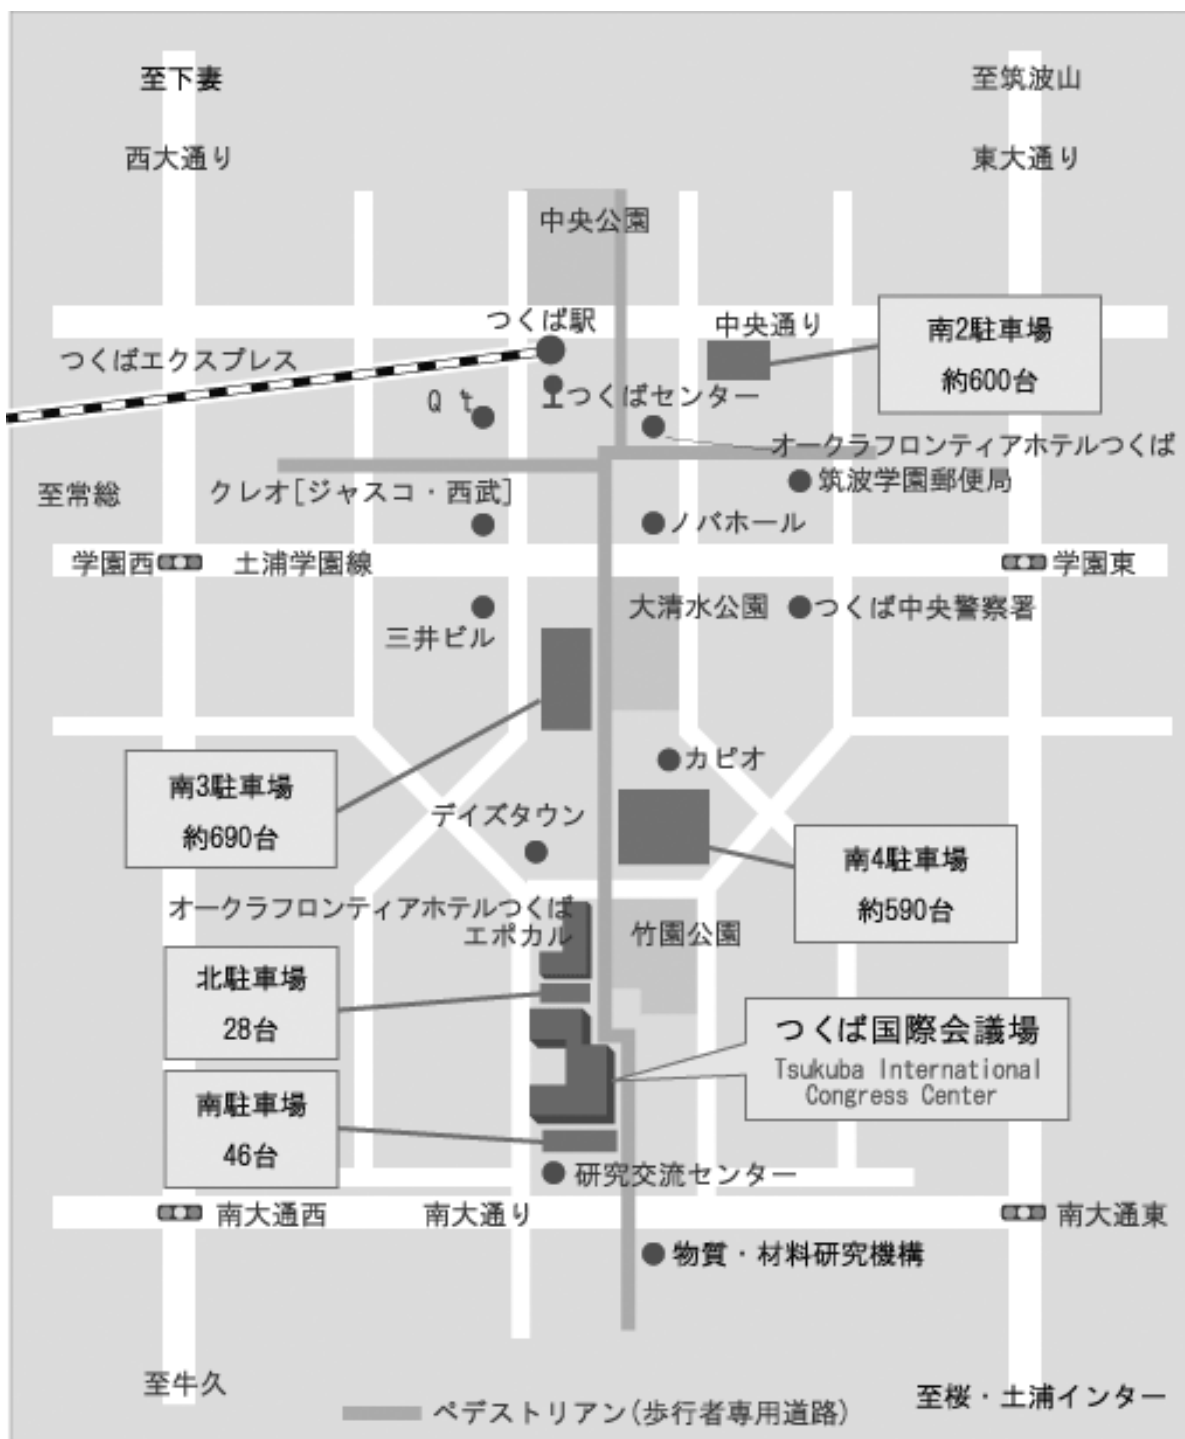 至下妻
至筑波山
西大通り
東大通り
中央公園
つくば駅
中央通り
南2駐車場
約600台
つくばエクスプレス
Q t
つくばセンター
オークラフロンティアホテルつくば
至常総
クレオ[ジャスコ・西武]
筑波学園郵便局
ノバホール
学園西
土浦学園線
学園東
大清水公園
つくば中央警察署
三井ビル
カピオ
南3駐車場
約690台
デイズタウン
南4駐車場
約590台
オークラフロンティアホテルつくば
エポカル
竹園公園
北駐車場
28台
つくば国際会議場
Tsukuba International
Congress Center
南駐車場
46台
研究交流センター
南大通西
南大通り
南大通東
物質・材料研究機構
至牛久
至桜・土浦インター
ペデストリアン(歩行者専用道路)